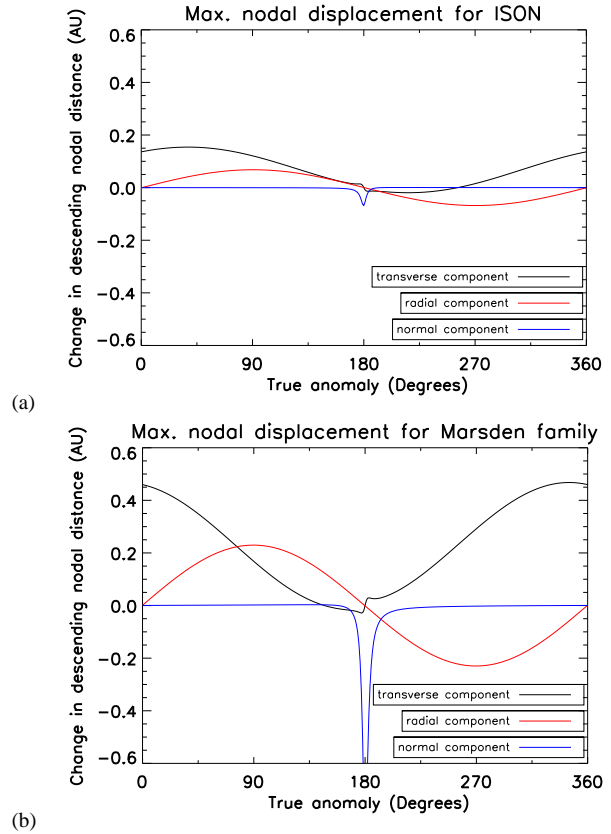 Max. nodal displacement for ISON
Change in descending nodal distance (AU)
0.6
0.4
0.2
0.0
-0.2
-0.4
-0.6
transverse component
radial component
normal component
0 90 180 270 360
True anomaly (Degrees)
(a)
Max. nodal displacement for Marsden family
Change in descending nodal distance (AU)
0.6
0.4
0.2
0.0
-0.2
-0.4
-0.6
transverse component
radial component
normal component
0 90 180 270 360
True anomaly (Degrees)
(b)